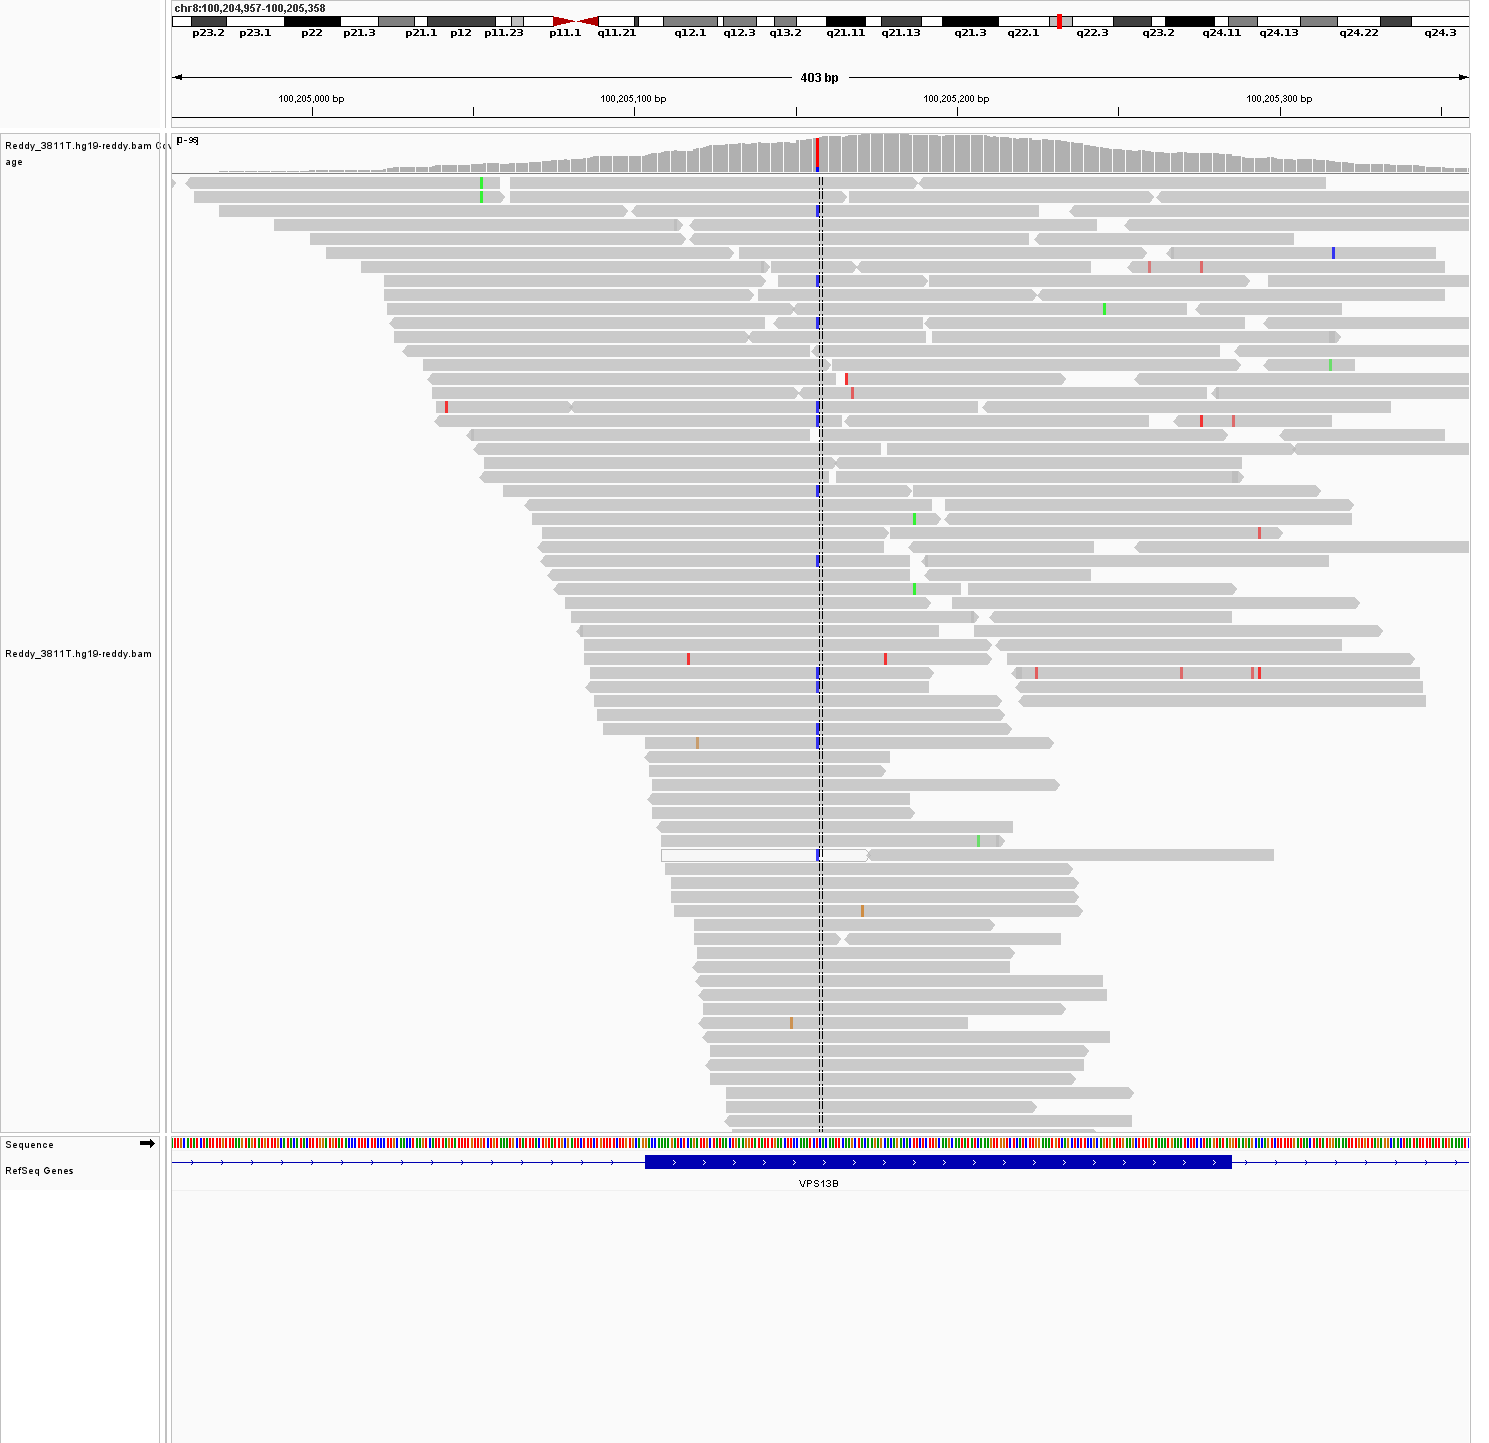 chr8:100,204,957-100,205,358
p23.2 p23.1 p22 p21.3 p21.1 p12 p11.23 p11.1 q11.21 q12.1 q12.3 q13.2 q21.11 q21.13 q21.3 q22.1 q22.3 q23.2 q24.11 q24.13 q24.22 q24.3
403 bp
100,205,000 bp 100,205,100 bp 100,205,200 bp 100,205,300 bp
Reddy_3811T.hg19-reddy.bam Cov
age
[0-96]
Reddy_3811T.hg19-reddy.bam
Sequence
RefSeq Genes
VPS13B